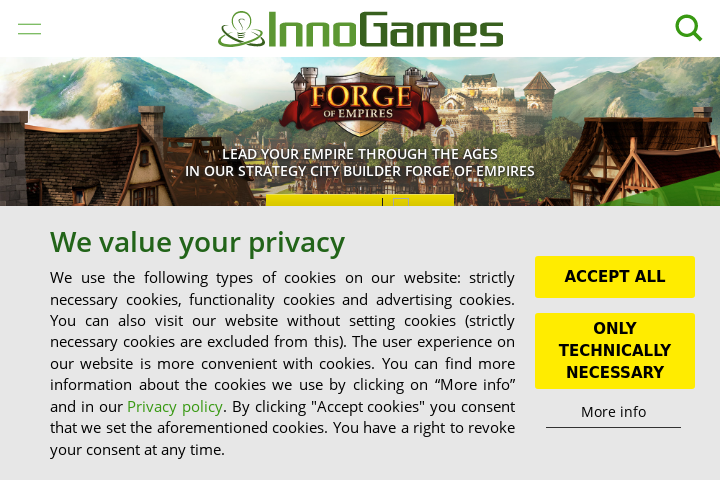 InnoGames
FORGE
OF EMPIRES
LEAD YOUR EMPIRE THROUGH THE AGES
IN OUR STRATEGY CITY BUILDER FORGE OF EMPIRES
We value your privacy
We use the following types of cookies on our website: strictly
necessary cookies, functionality cookies and advertising cookies.
You can also visit our website without setting cookies (strictly
necessary cookies are excluded from this). The user experience on
our website is more convenient with cookies. You can find more
information about the cookies we use by clicking on “More info”
and in our Privacy policy. By clicking "Accept cookies" you consent
that we set the aforementioned cookies. You have a right to revoke
your consent at any time.
ACCEPT ALL
ONLY
TECHNICALLY
NECESSARY
More info